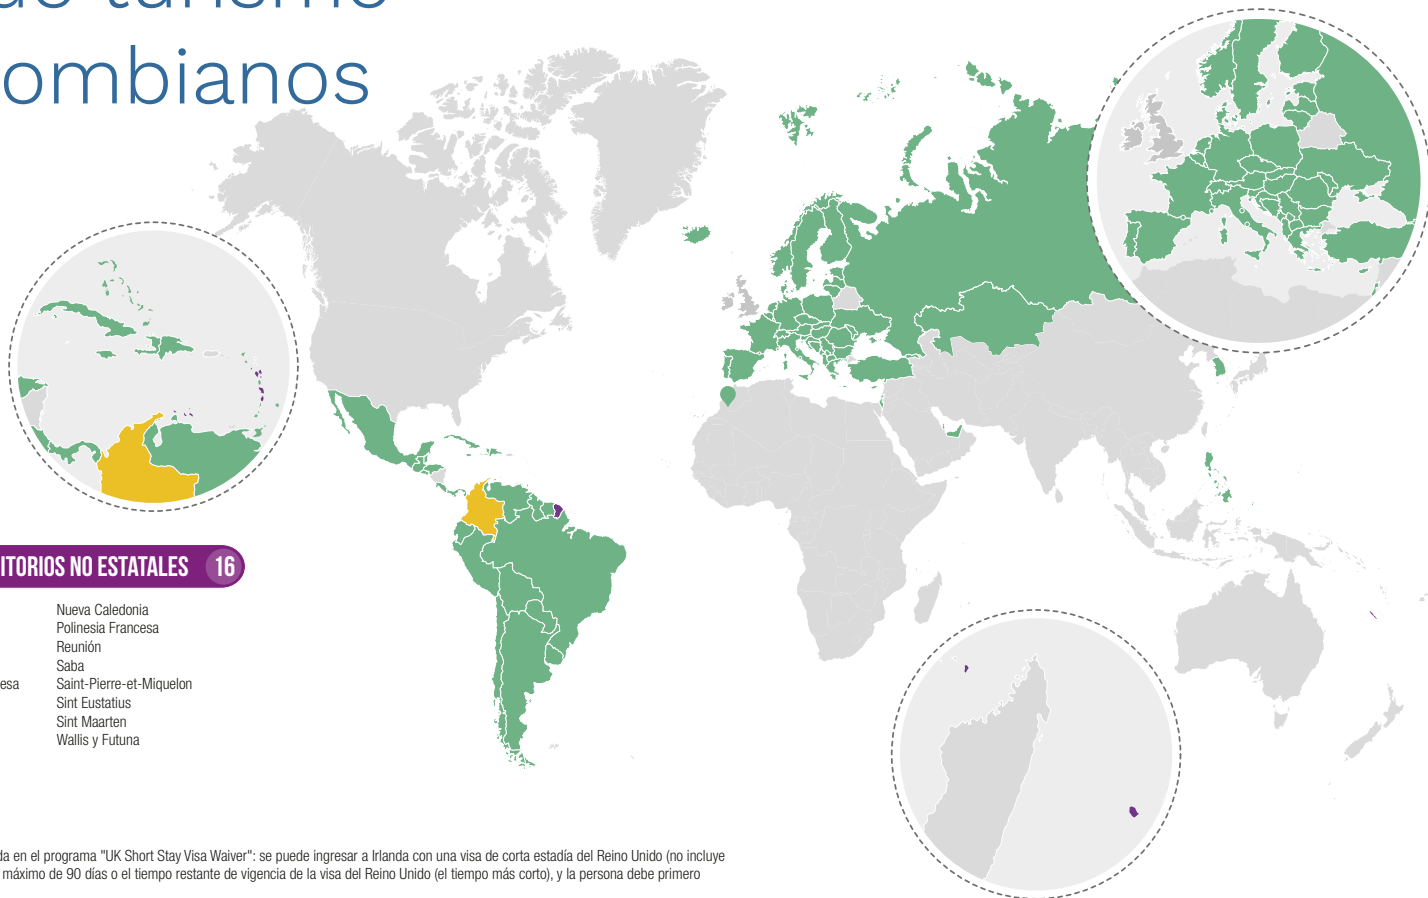 ombianos
ITORIOS NO ESTATALES 16
Nueva Caledonia
Polinesia Francesa
Reunión
Saba
esa Saint-Pierre-et-Miquelon
Sint Eustatius
Sint Maarten
Wallis y Futuna
da en el programa "UK Short Stay Visa Waiver": se puede ingresar a Irlanda con una visa de corta estadía del Reino Unido (no incluye
máximo de 90 días o el tiempo restante de vigencia de la visa del Reino Unido (el tiempo más corto), y la persona debe primero